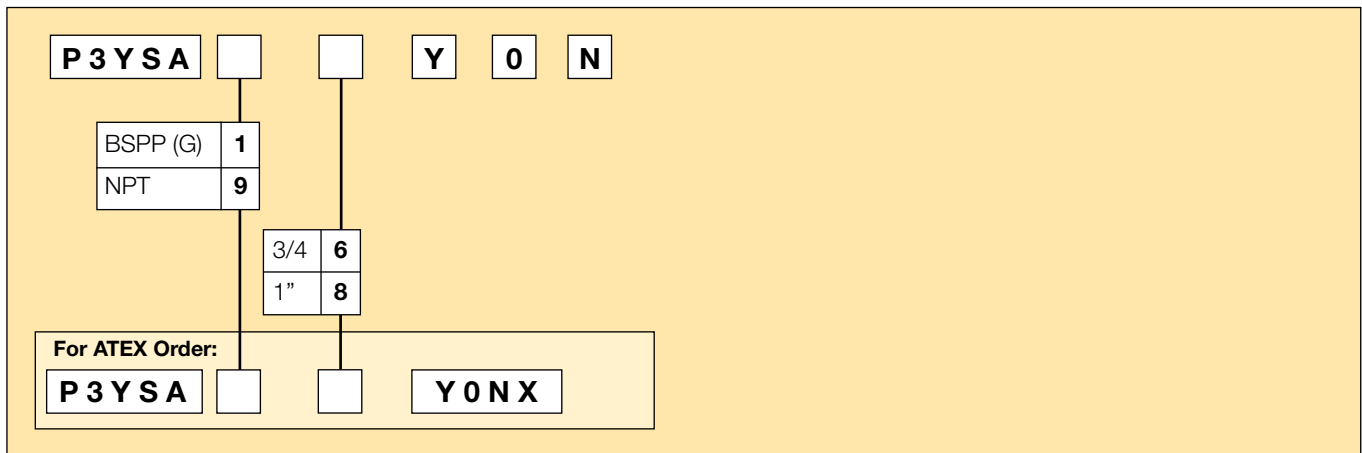 P3YSA Y 0 N
BSPP (G) 1
NPT 9
3/4 6
1” 8
For ATEX Order:
P3YSA Y0NX